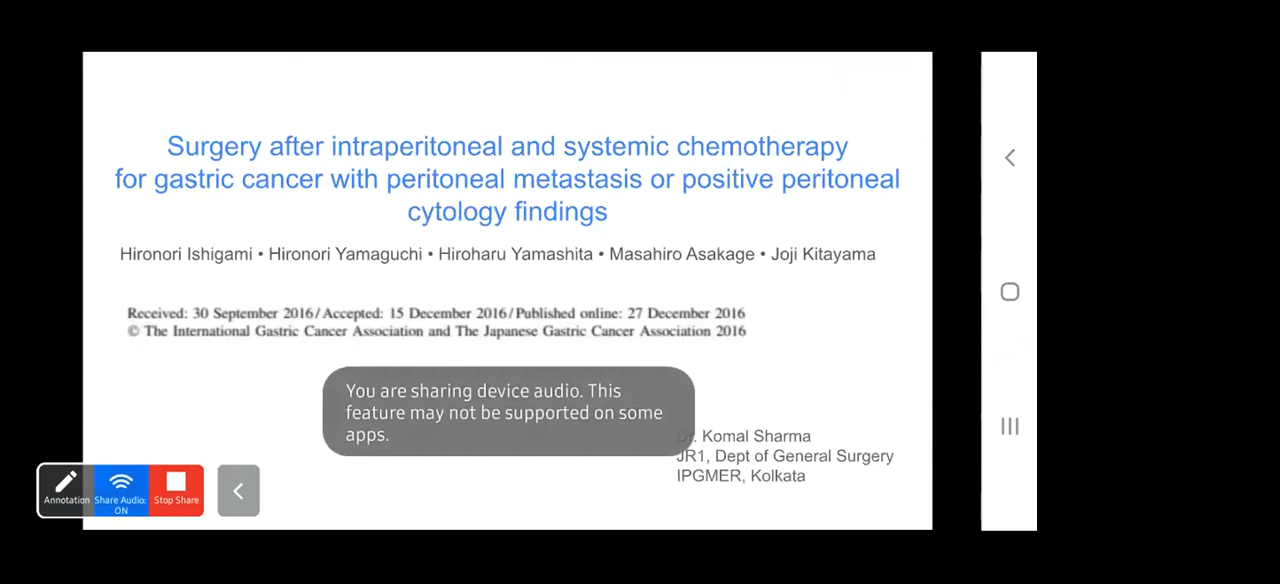 Surgery after intraperitoneal and systemic chemotherapy
for gastric cancer with peritoneal metastasis or positive peritoneal
cytology findings
Hironori Ishigami • Hironori Yamaguchi • Hiroharu Yamashita • Masahiro Asakage • Joji Kitayama
Received: 30 September 2016 / Accepted: 15 December 2016 / Published online: 27 December 2016
© The International Gastric Cancer Association and The Japanese Gastric Cancer Association 2016
You are sharing device audio. This
feature may not be supported on some
apps.
Dr. Komal Sharma
JR1, Dept of General Surgery
IPGMER, Kolkata
Annotation
Share Audio:
ON
Stop Share